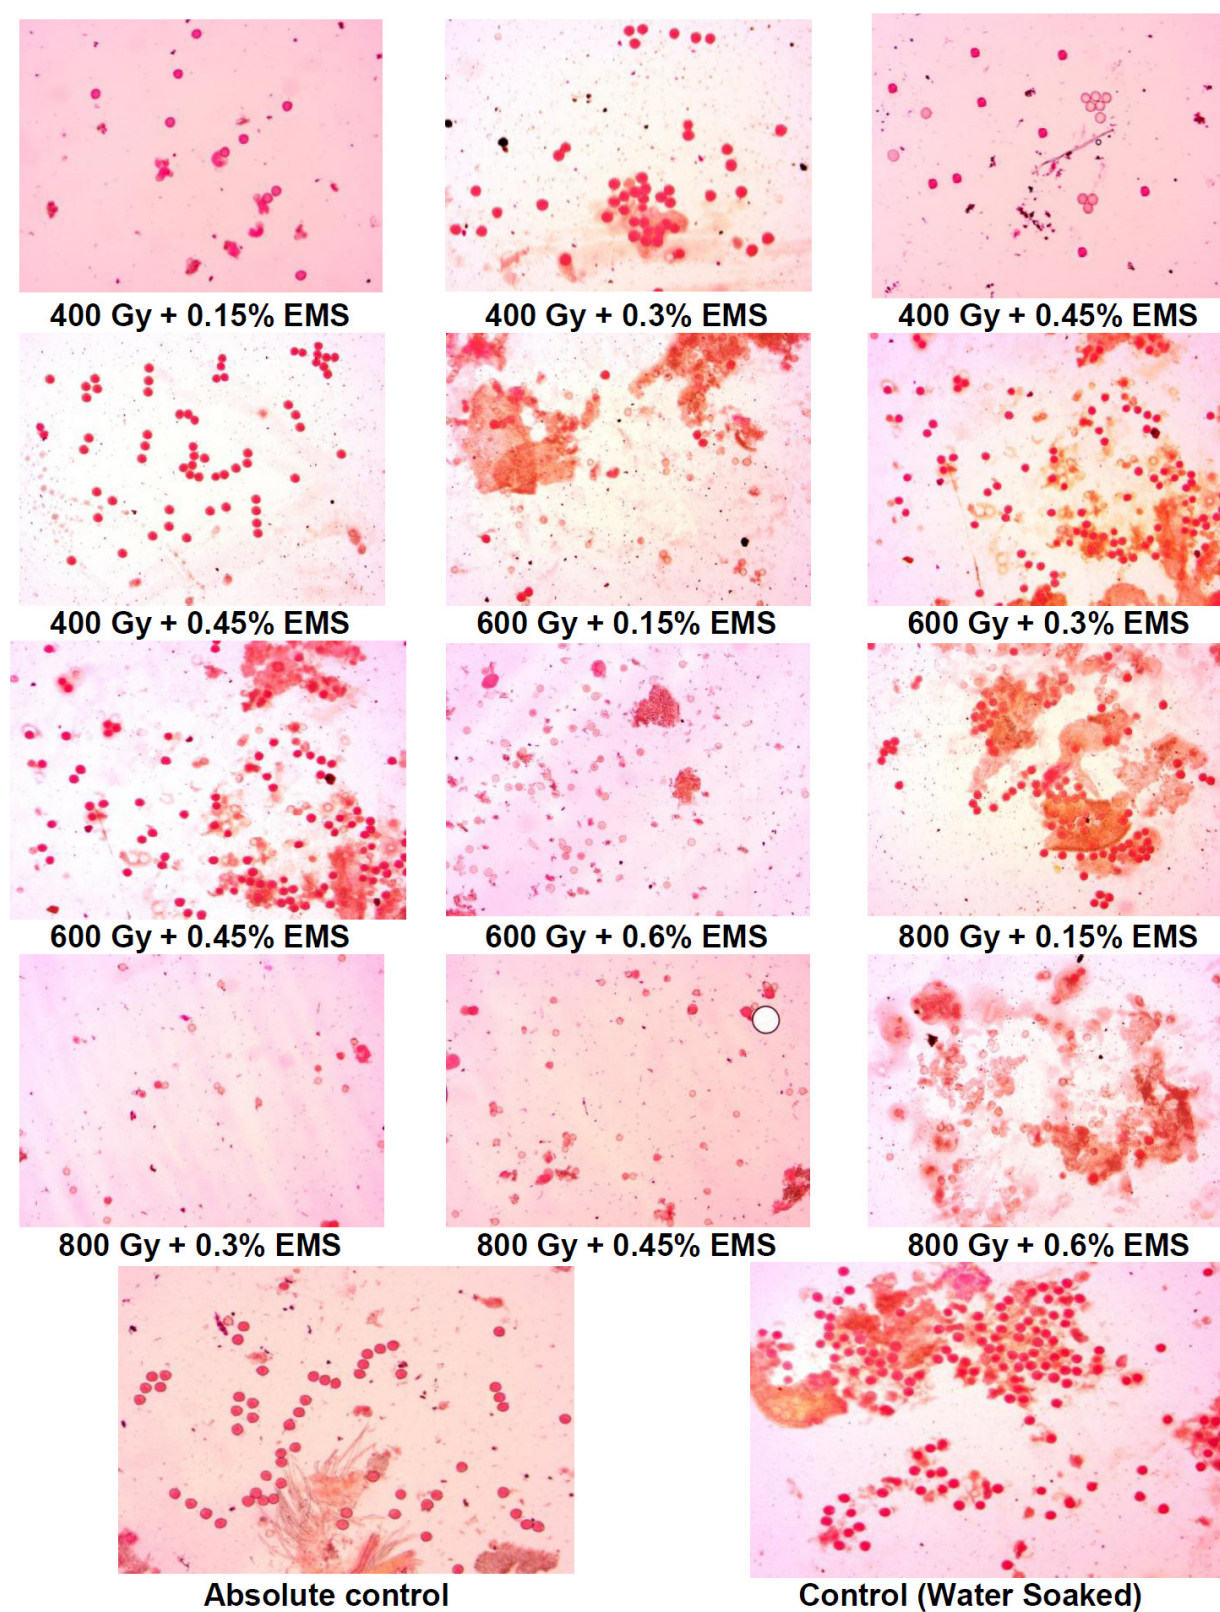 400 Gy + 0.15% EMS
400 Gy + 0.3% EMS
400 Gy + 0.45% EMS
400 Gy + 0.45% EMS
600 Gy + 0.15% EMS
600 Gy + 0.3% EMS
600 Gy + 0.45% EMS
600 Gy + 0.6% EMS
800 Gy + 0.15% EMS
800 Gy + 0.3% EMS
800 Gy + 0.45% EMS
800 Gy + 0.6% EMS
Absolute control
Control (Water Soaked)